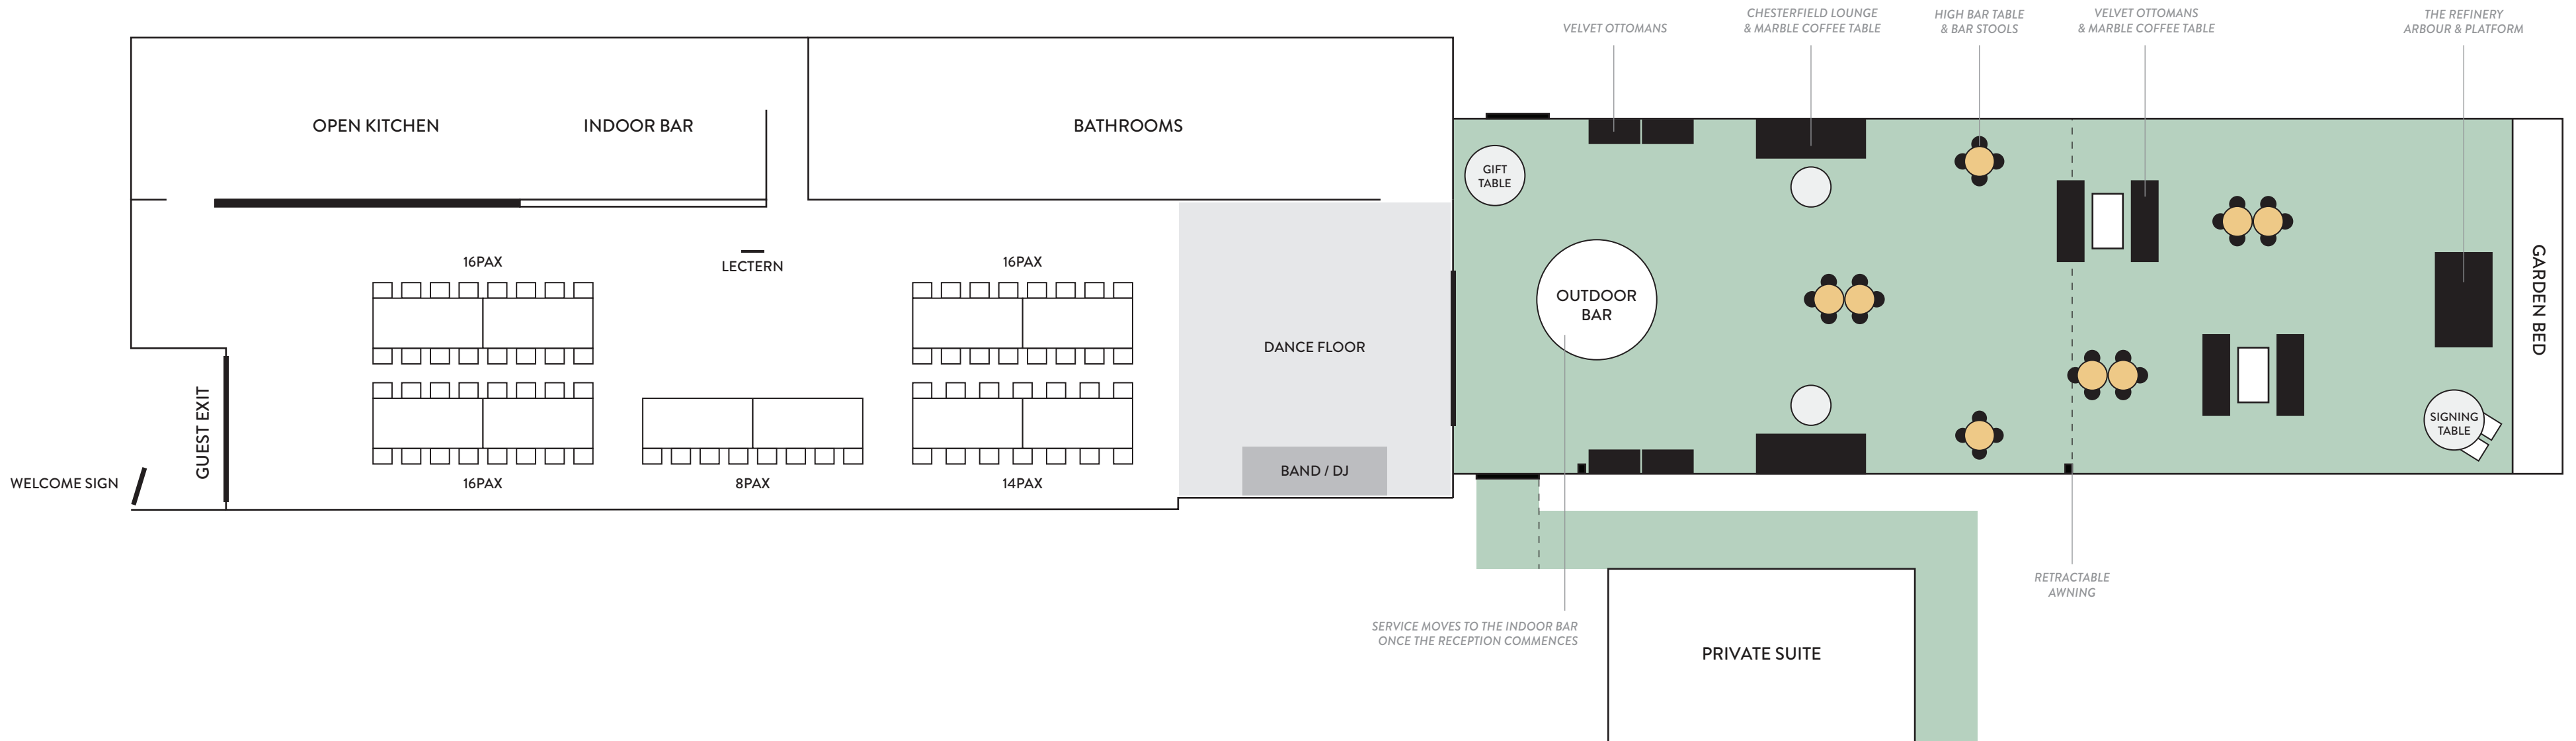 VELVET OTTOMANS
CHESTERFIELD LOUNGE
& MARBLE COFFEE TABLE
HIGH BAR TABLE
& BAR STOOLS
VELVET OTTOMANS
& MARBLE COFFEE TABLE
THE REFINERY
ARBOUR & PLATFORM
OPEN KITCHEN
INDOOR BAR
BATHROOMS
GIFT
TABLE
16PAX
LECTERN
16PAX
OUTDOOR
BAR
GARDEN BED
DANCE FLOOR
GUEST EXIT
SIGNING
TABLE
BAND / DJ
WELCOME SIGN
16PAX
8PAX
14PAX
RETRACTABLE
AWNING
SERVICE MOVES TO THE INDOOR BAR
ONCE THE RECEPTION COMMENCES
PRIVATE SUITE